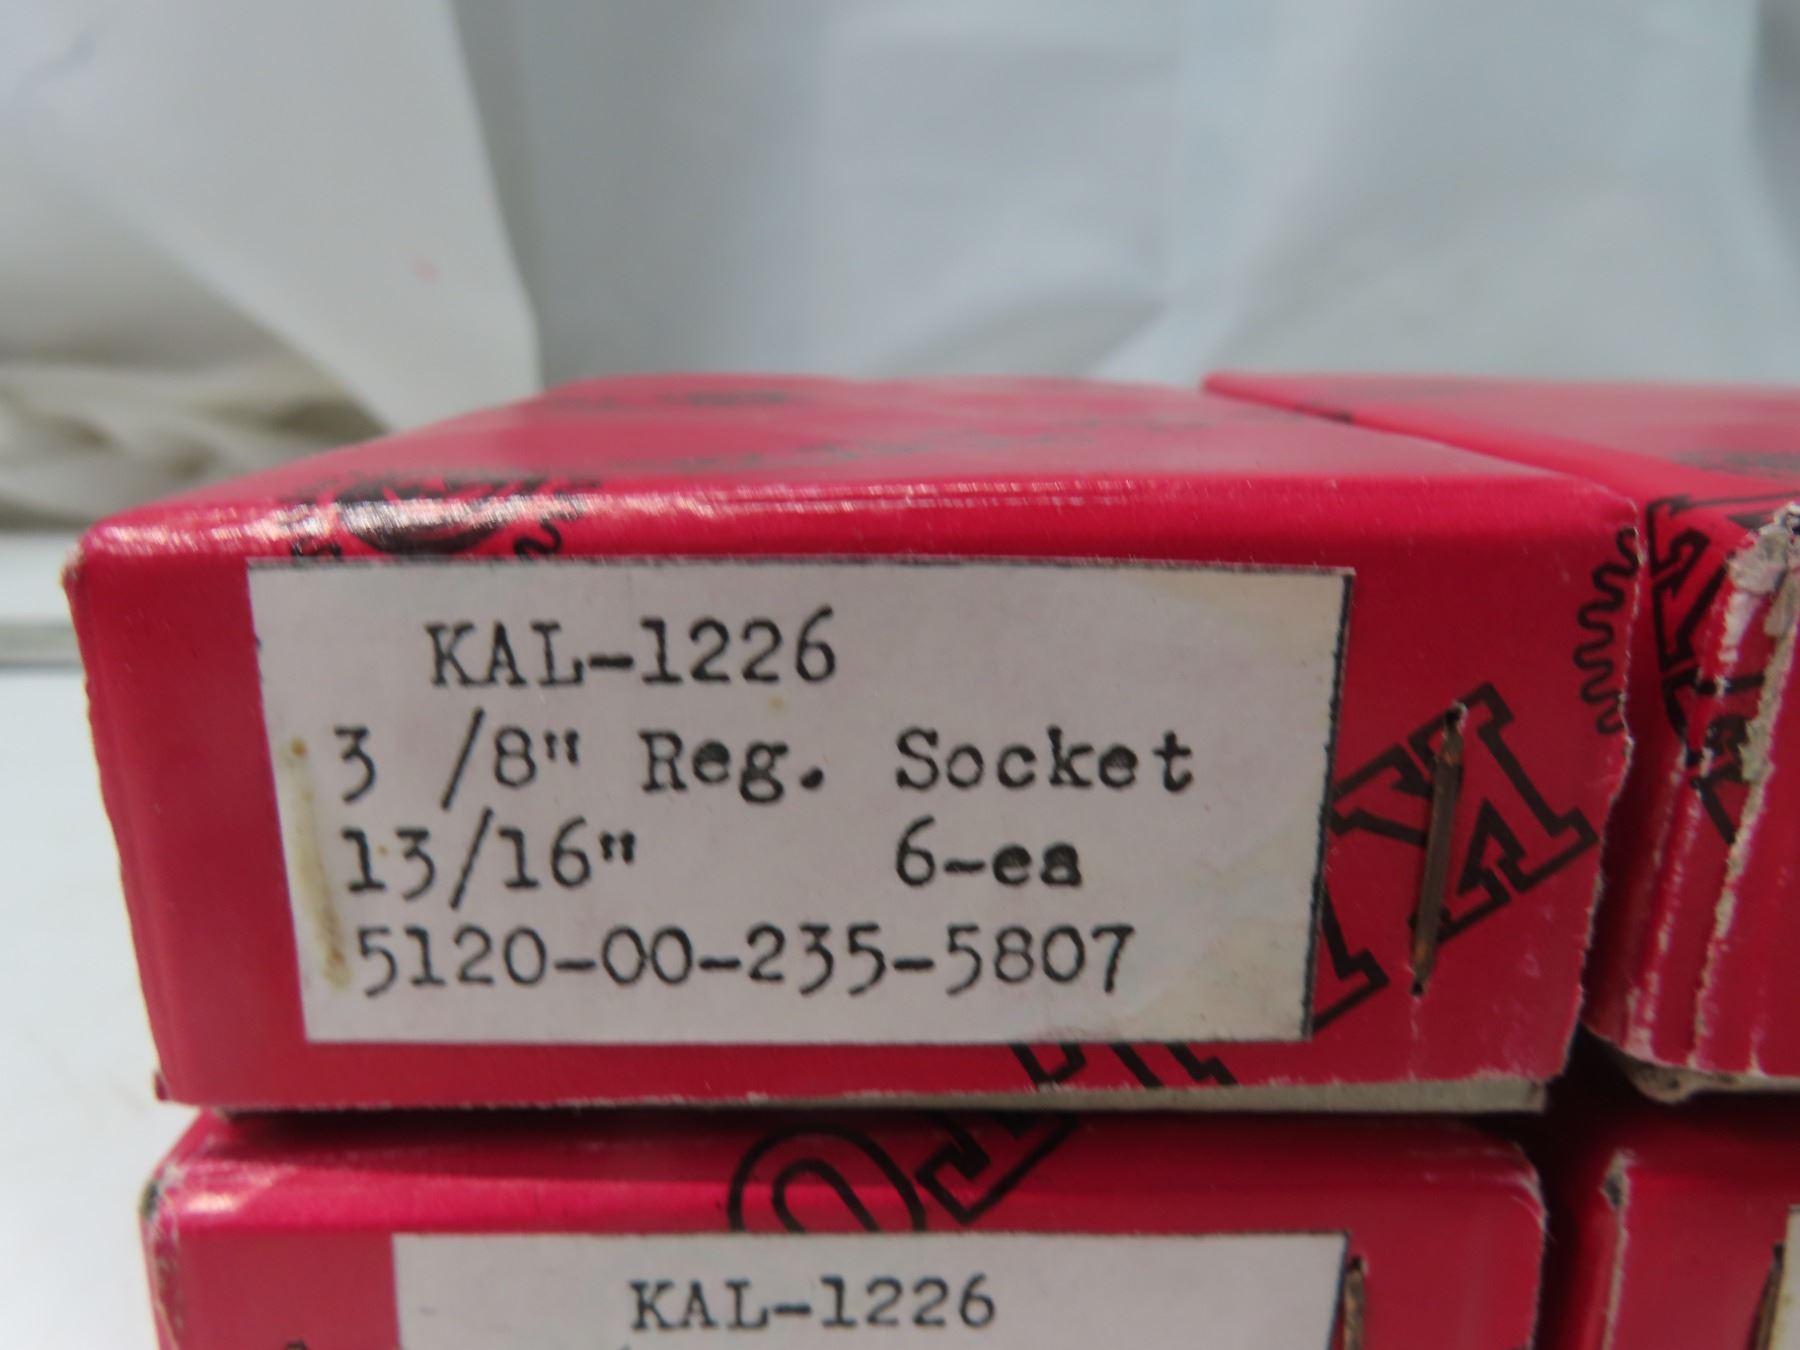 KAL-1226
3 /8" Reg. Socket
13/16" 6-ea
5120-00-235-5807
KAL-1226